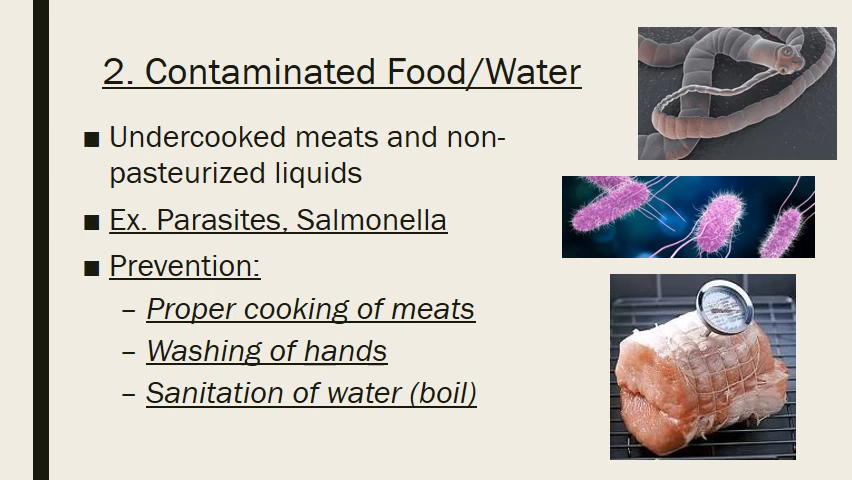 2. Contaminated Food/Water
■ Undercooked meats and non-
pasteurized liquids
■ Ex. Parasites, Salmonella
■ Prevention:
– Proper cooking of meats
– Washing of hands
– Sanitation of water (boil)